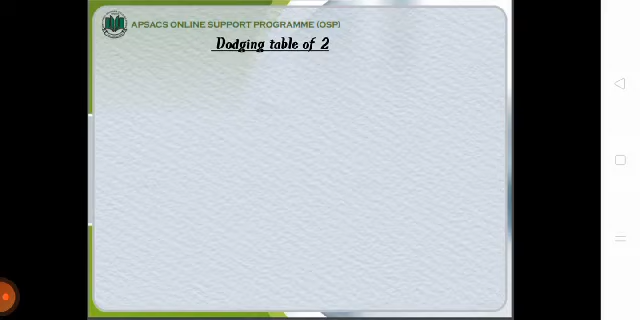 APSACS ONLINE SUPPORT PROGRAMME (OSP)
Dodging table of 2